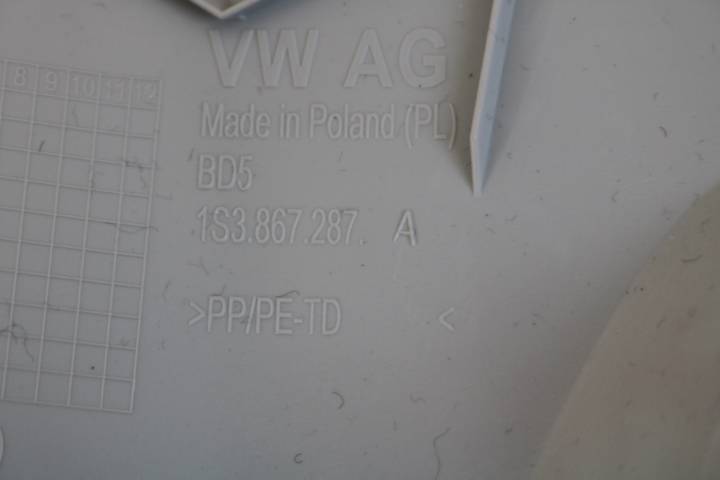 VW AG
8 9 10 11 12
Made in Poland (PL)
BD5
1S3.867.287. A
>PP/PE-TD <